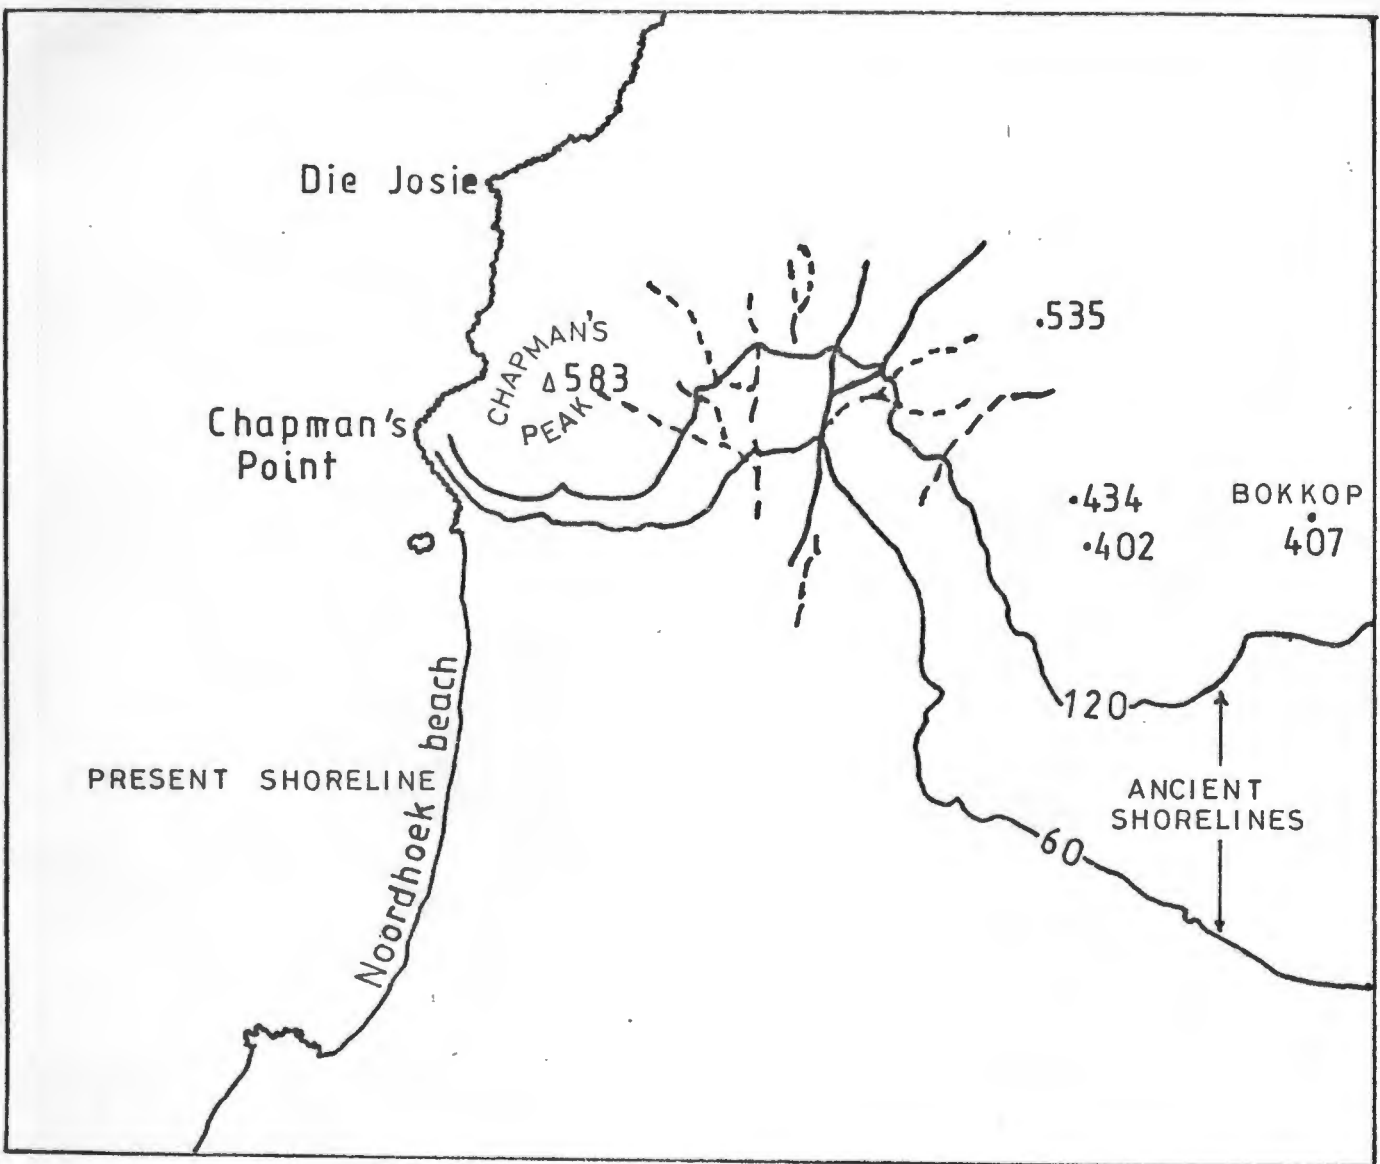 Die Josie
.535
CHAPMAN'S
583
PEAK
Chapman's
Point
.434
BOKKOP
.402
407
120
PRESENT SHORELINE
Noordhoek beach
ANCIENT
SHORELINES
60